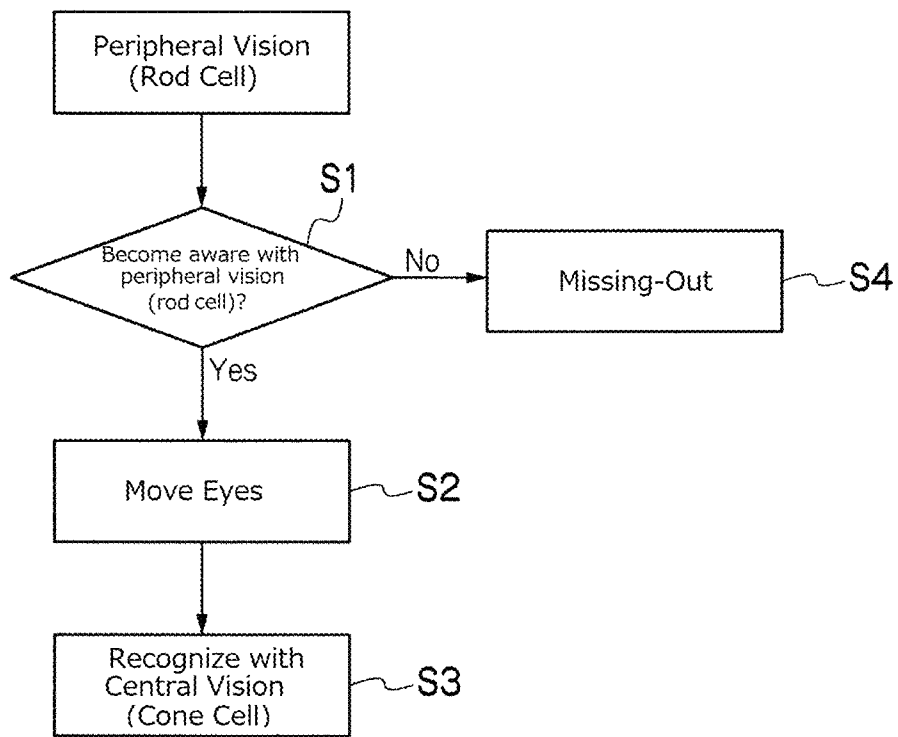 Peripheral Vision
(Rod Cell)
S1
Become aware with
peripheral vision
(rod cell)?
No
Missing-Out
S4
Yes
Move Eyes
S2
Recognize with
Central Vision
(Cone Cell)
S3